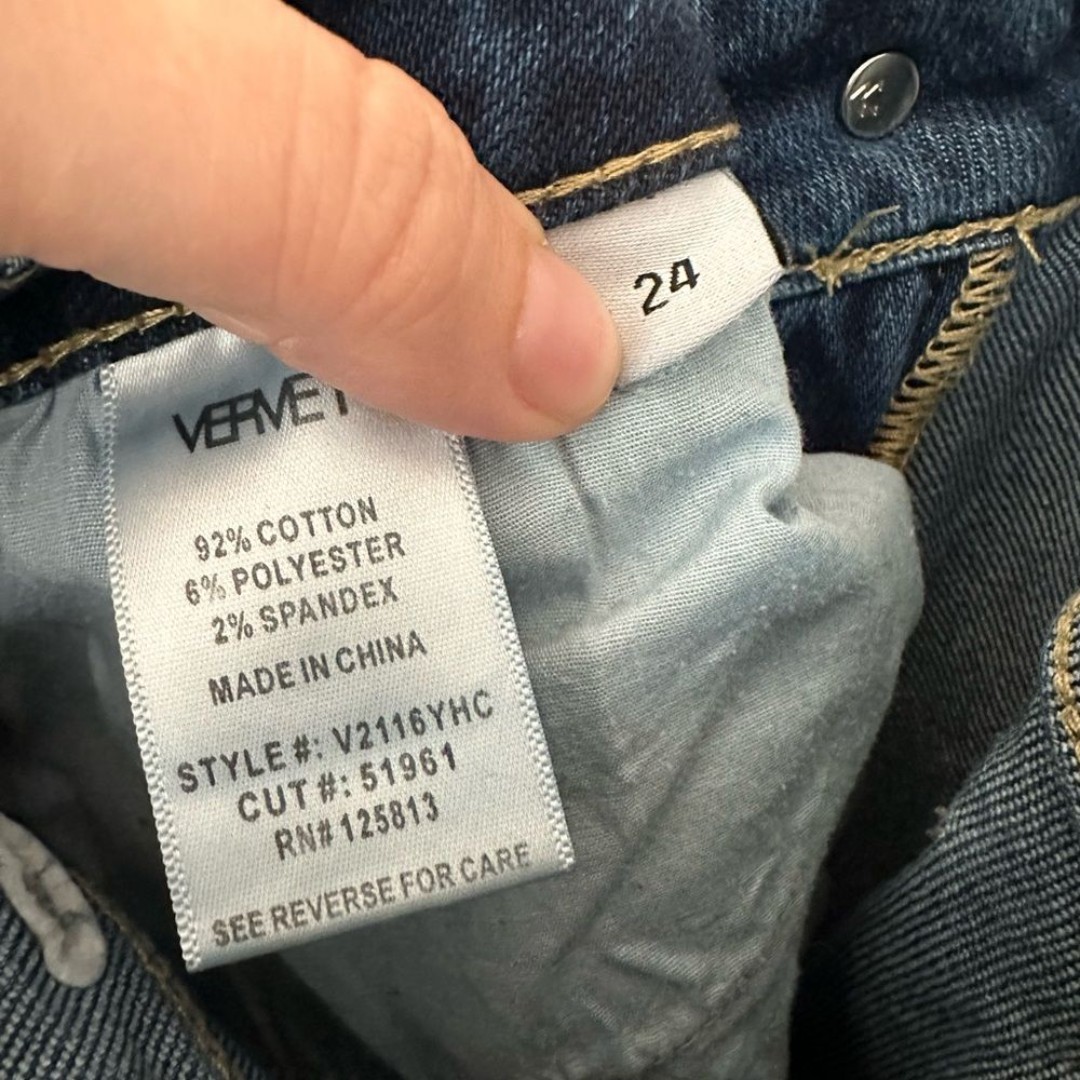 24
VERVET
92% COTTON
6% POLYESTER
2% SPANDEX
MADE IN CHINA
STYLE #: V2116YHC
CUT #: 51961
RN# 125813
SEE REVERSE FOR CARE